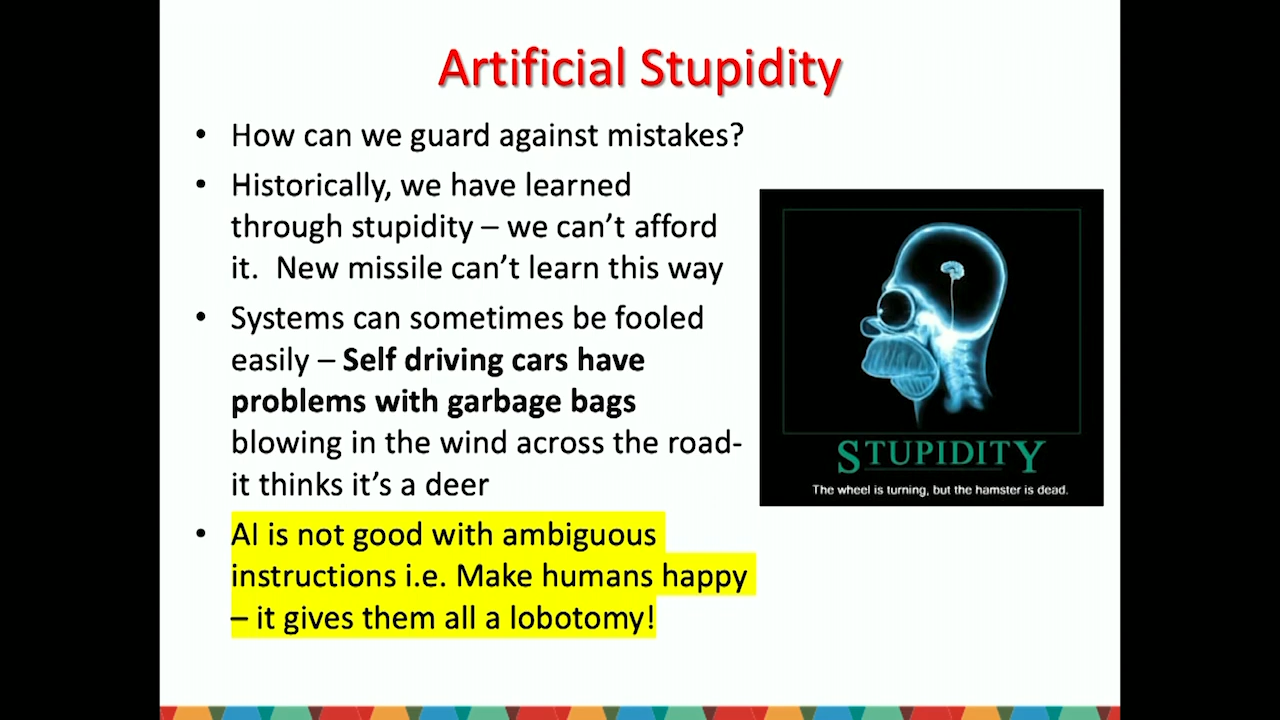 Artificial Stupidity
• How can we guard against mistakes?
• Historically, we have learned
through stupidity – we can’t afford
it.  New missile can’t learn this way
• Systems can sometimes be fooled
easily – Self driving cars have
problems with garbage bags
blowing in the wind across the road-
it thinks it’s a deer
• AI is not good with ambiguous
instructions i.e. Make humans happy
– it gives them all a lobotomy!
STUPIDITY
The wheel is turning, but the hamster is dead.